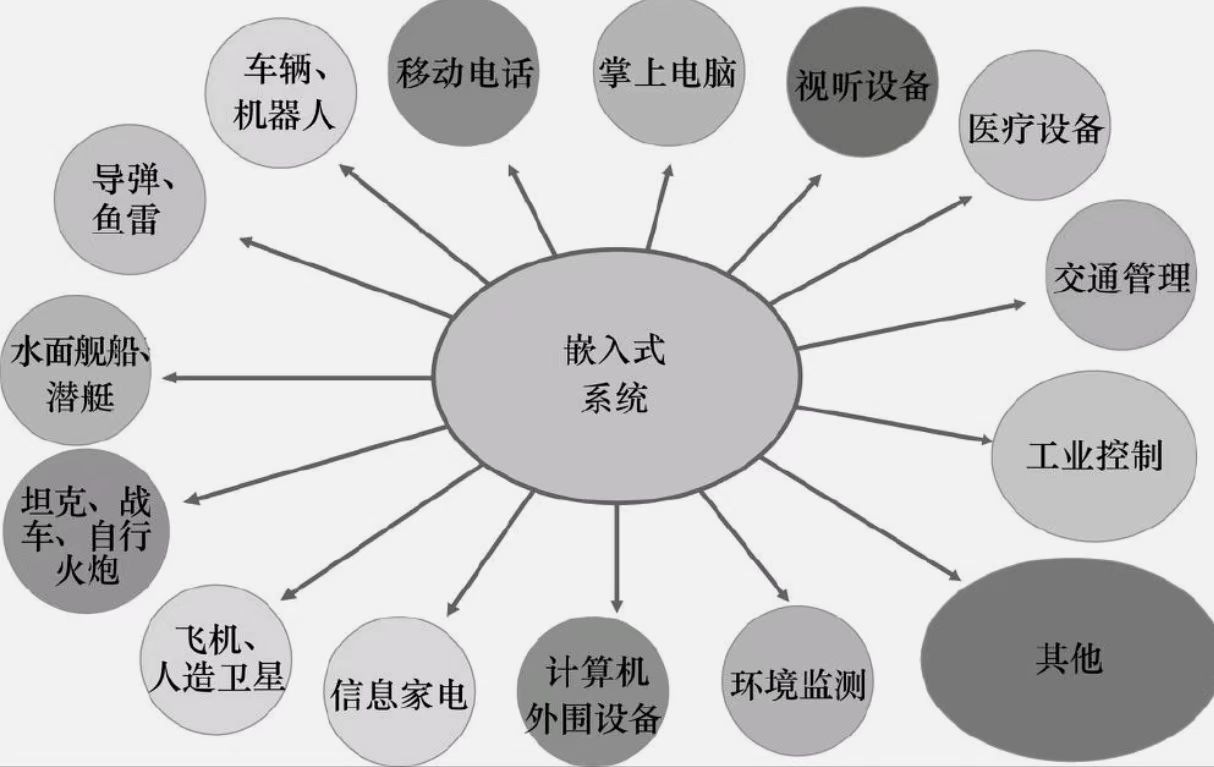 车辆、
机器人
移动电话
掌上电脑
视听设备
医疗设备
导弹、
鱼雷
交通管理
水面舰船、
潜艇
嵌入式
系统
工业控制
坦克、战
车、自行
火炮
飞机、
人造卫星
信息家电
计算机
外围设备
环境监测
其他